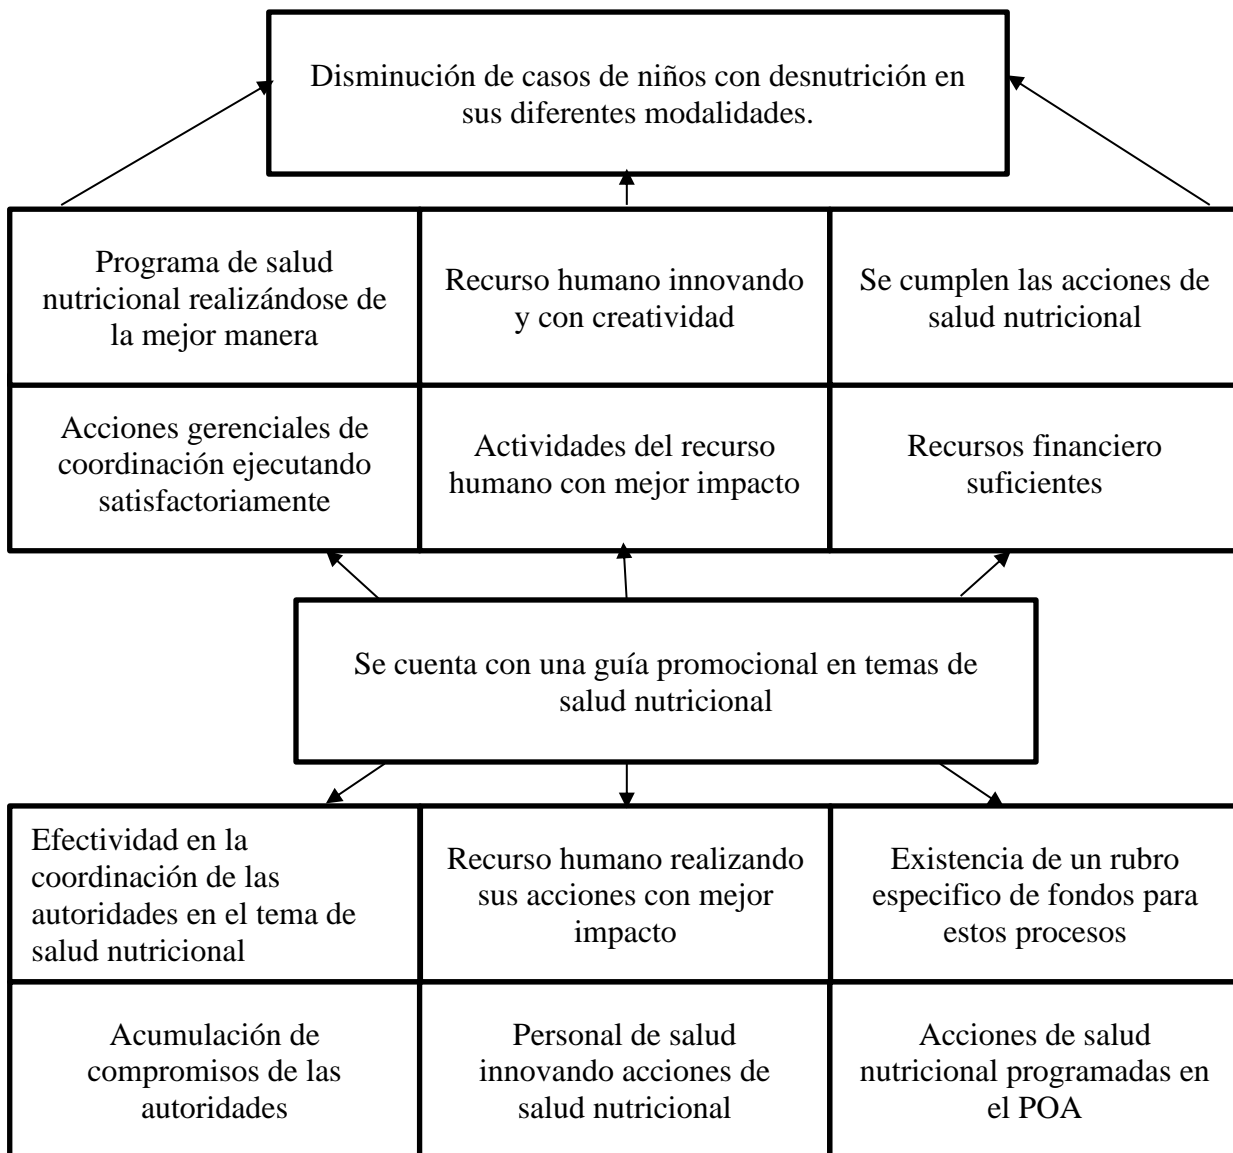 Disminución de casos de niños con desnutrición en
sus diferentes modalidades.
Programa de salud
nutricional realizándose de
la mejor manera
Recurso humano innovando
y con creatividad
Se cumplen las acciones de
salud nutricional
Acciones gerenciales de
coordinación ejecutando
satisfactoriamente
Actividades del recurso
humano con mejor impacto
Recursos financiero
suficientes
Se cuenta con una guía promocional en temas de
salud nutricional
Efectividad en la
coordinación de las
autoridades en el tema de
salud nutricional
Recurso humano realizando
sus acciones con mejor
impacto
Existencia de un rubro
especifico de fondos para
estos procesos
Acumulación de
compromisos de las
autoridades
Personal de salud
innovando acciones de
salud nutricional
Acciones de salud
nutricional programadas en
el POA